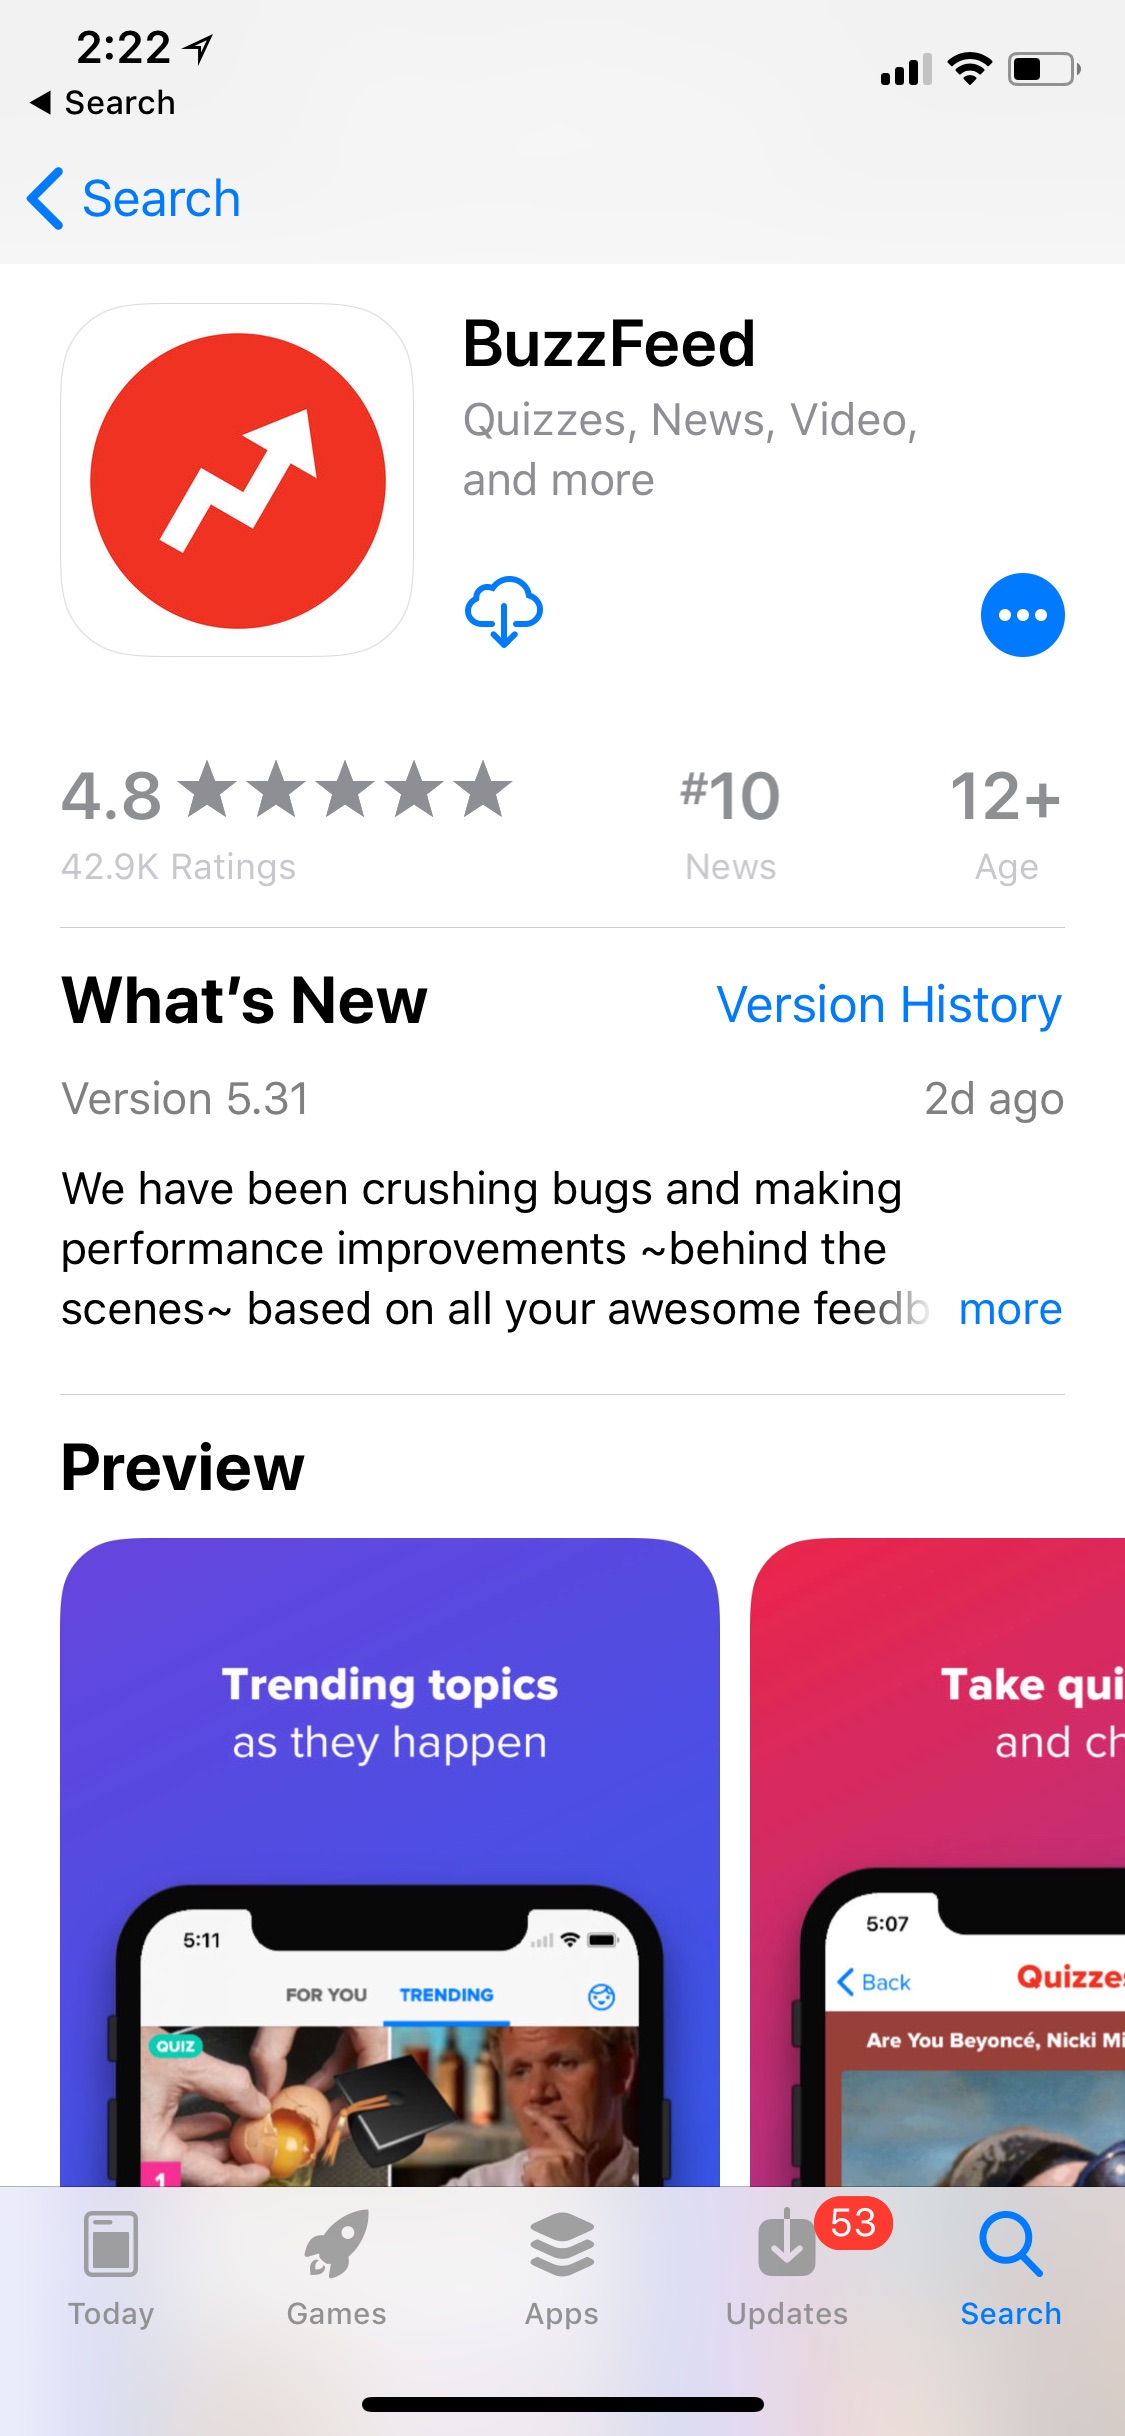 2:22
Search
Search
BuzzFeed
Quizzes, News, Video,
and more
4.8
#10
12+
42.9K Ratings
News
Age
What's New
Version History
Version 5.31
2d ago
We have been crushing bugs and making
performance improvements ~behind the
scenes~ based on all your awesome feedb more
Preview
Trending topics
as they happen
5:11
FOR YOU
TRENDING
QUIZ
1
Take qui
and ch
5:07
Back
Quizzes
Are You Beyoncé, Nicki Mi
53
Today
Games
Apps
Updates
Search